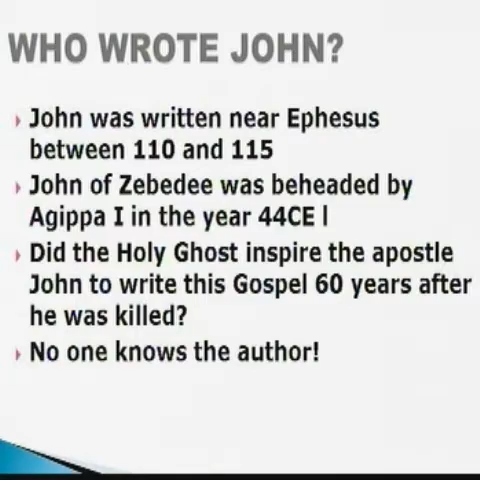 WHO WROTE JOHN?
John was written near Ephesus
between 110 and 115
John of Zebedee was beheaded by
Agippa I in the year 44CE l
Did the Holy Ghost inspire the apostle
John to write this Gospel 60 years after
he was killed?
No one knows the author!